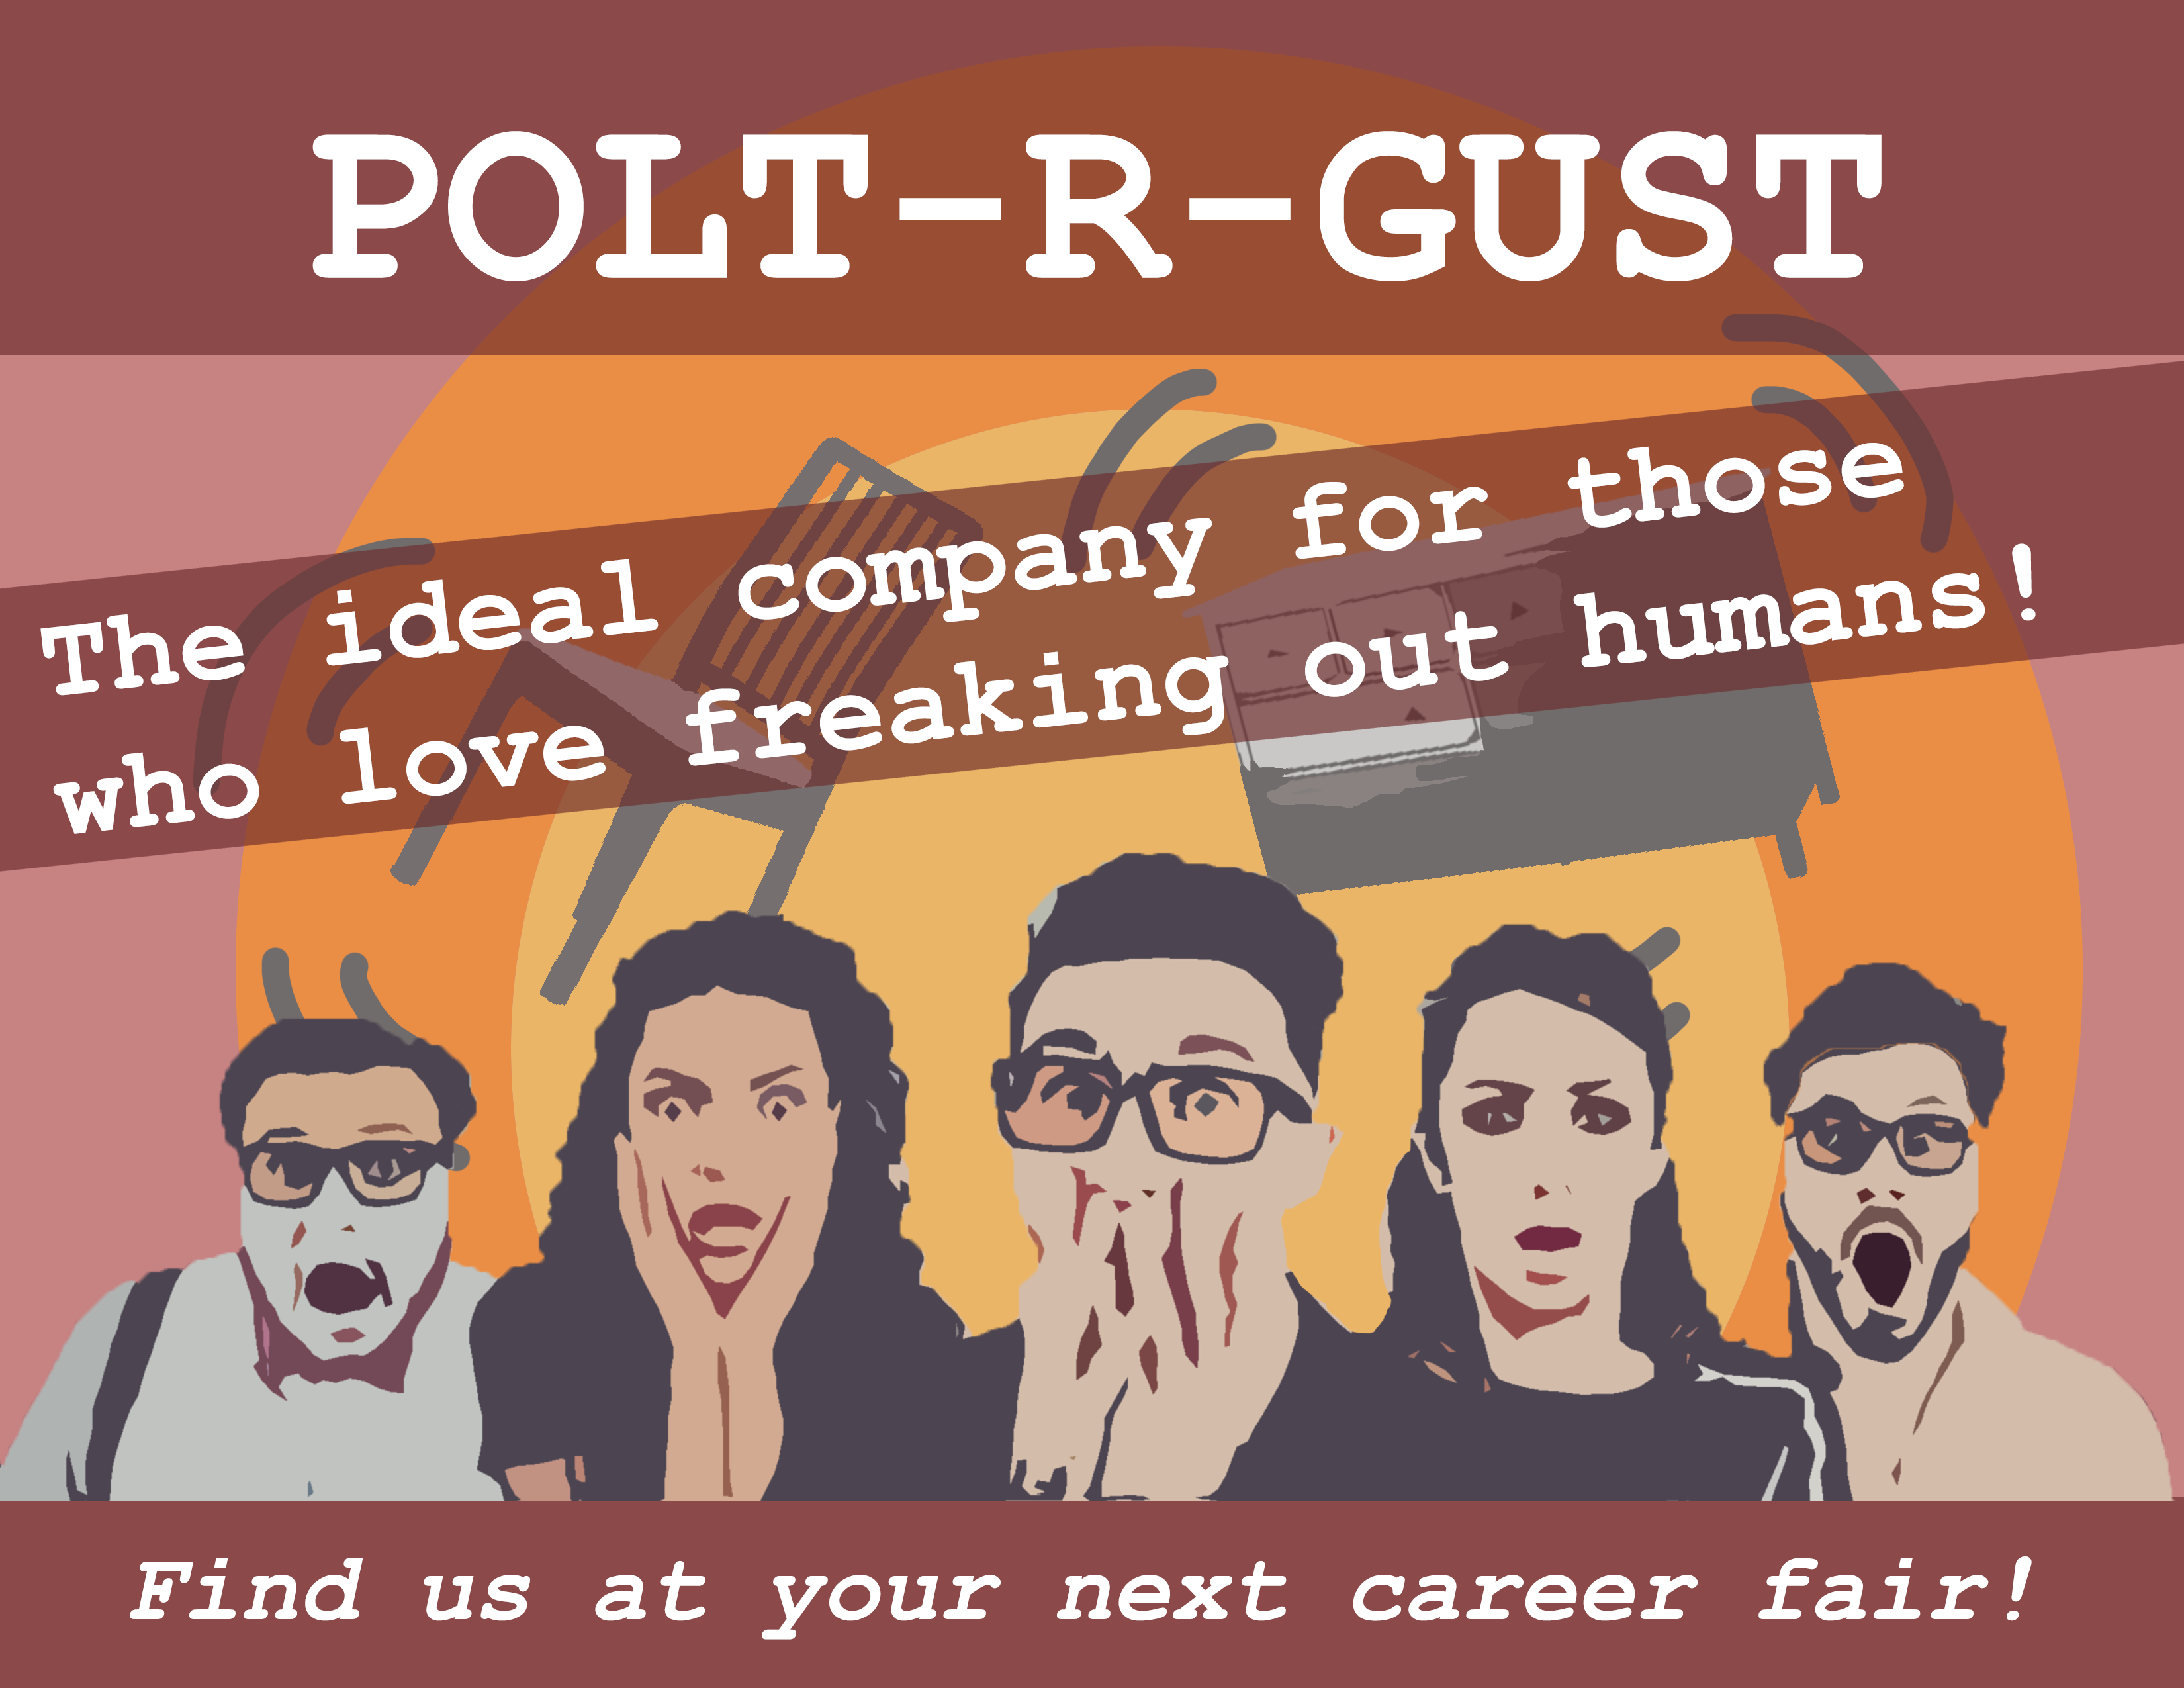 POLT-R-GUST
The ideal company for those
who love freaking out humans!
Find us at your next career fair!